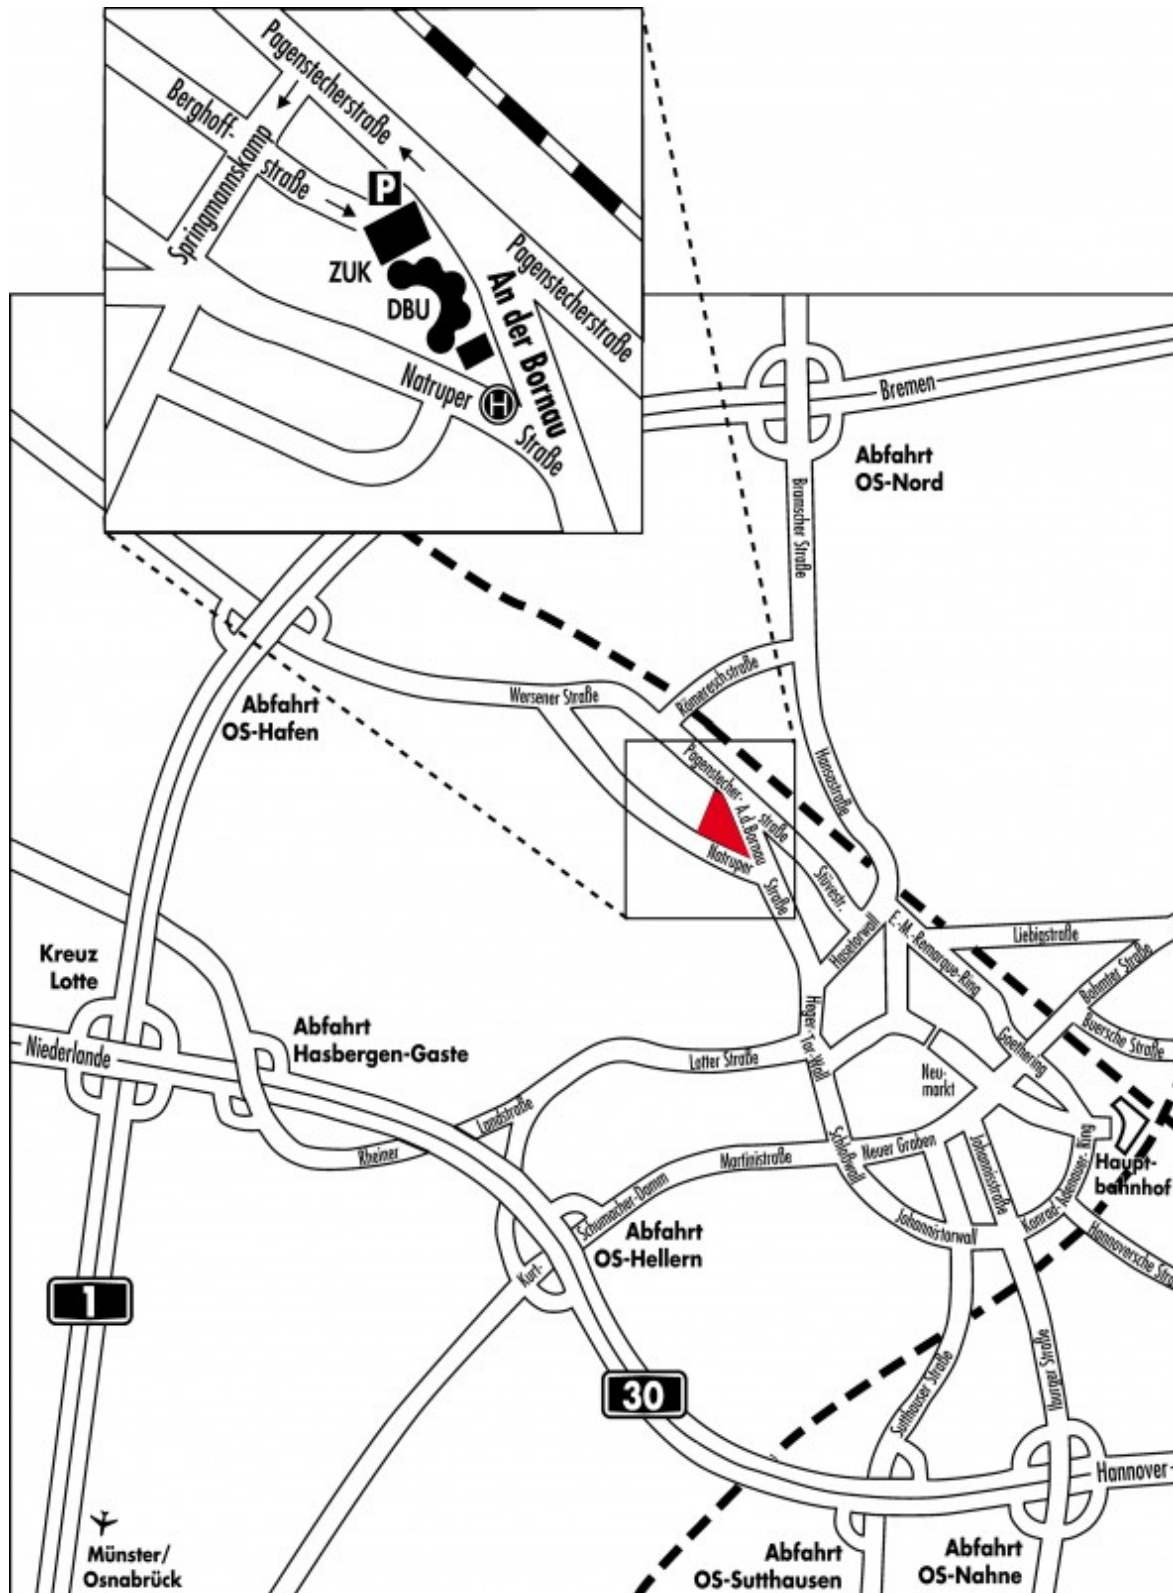 Pagenstecherstraße
Berghoff-
straße
Springmannskamp
P
ZUK
DBU
An der Bornau
Pagenstecherstraße
Natruper
H
Straße
Bremen
Abfahrt
OS-Nord
Bramscher Straße
Römereschstraße
Wersener Straße
Abfahrt
OS-Hafen
Hansastraße
Pagenstecher-
straße
A.d.Bornau
Natruper
Straße
Stüvestr.
Hasetorwall
E.-M.-Remarque-Ring
Liebigstraße
Bohmter Straße
Buersche Straße
Kreuz
Lotte
Niederlande
Abfahrt
Hasbergen-Gaste
Heger-Tor-Wall
Lotter Straße
Goethering
Neu-
markt
Landstraße
Rheiner
Schloßwall
Neuer Graben
Martinistraße
Johannisstraße
Konrad-Adenauer-Ring
Haupt-
bahnhof
Schumacher-Damm
Kurt-
Abfahrt
OS-Hellern
Johannistorwall
Hannoversche Stra
1
30
Sutthauser Straße
Iburger Straße
Hannover
Münster/
Osnabrück
Abfahrt
OS-Sutthausen
Abfahrt
OS-Nahne